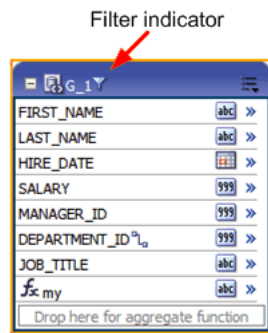 Filter indicator
G_1
FIRST_NAME abc
LAST_NAME abc
HIRE_DATE
SALARY 999
MANAGER_ID 999
DEPARTMENT_ID 999
JOB_TITLE abc
fx my abc
Drop here for aggregate function